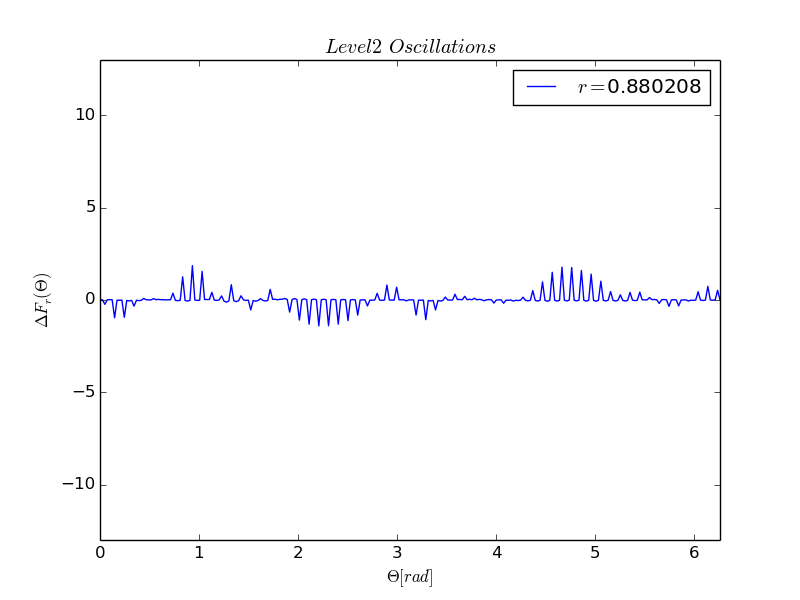 Level2 Oscillations
r=0.880208
10
5
0
−5
−10
ΔF_r(Θ)
0 1 2 3 4 5 6
Θ[rad]